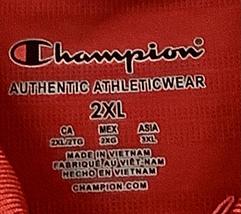 Champion
AUTHENTIC ATHLETICWEAR
2XL
CA MEX ASIA
2XL/2TG 2XG 3XL
MADE IN VIETNAM
FABRIQUÉ AU VIÊT-NAM
HECHO EN VIETNAM
CHAMPION.COM